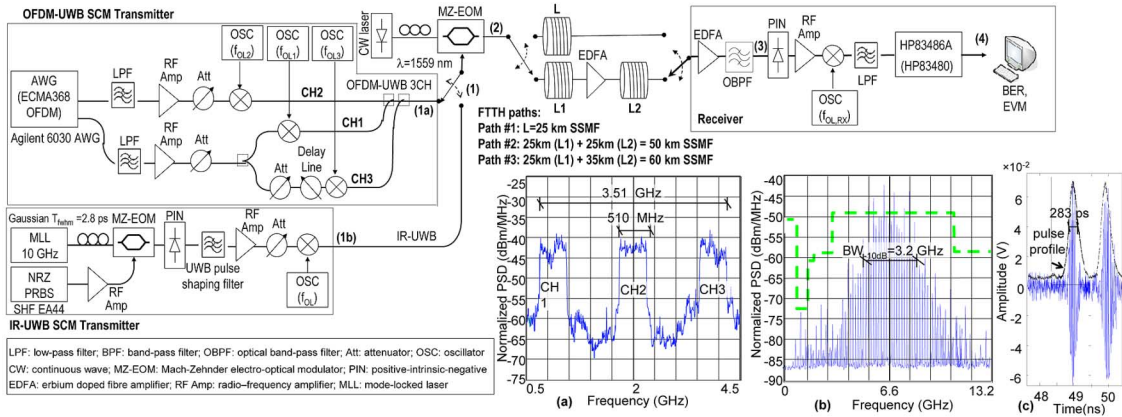 OFDM-UWB SCM Transmitter
AWG
(ECMA368
OFDM)
Agilent 6030 AWG
LPF
RF
Amp
Att
OSC
(fOL2)
OSC
(fOL1)
OSC
(fOL3)
CH2
LPF
RF
Amp
Att
CH1
Att
Delay
Line
CH3
OFDM-UWB 3CH
(1a)
(1)
CW laser
λ=1559 nm
MZ-EOM
(2)
L
L1
EDFA
L2
FTTH paths:
Path #1: L=25 km SSMF
Path #2: 25km (L1) + 25km (L2) = 50 km SSMF
Path #3: 25km (L1) + 35km (L2) = 60 km SSMF
EDFA
OBPF
(3)
PIN
RF
Amp
OSC
(fOL,RX)
LPF
HP83486A
(HP83480)
(4)
BER,
EVM
Receiver
Gaussian Tfwhm =2.8 ps
MLL
10 GHz
NRZ
PRBS
SHF EA44
MZ-EOM
RF
Amp
PIN
UWB pulse
shaping filter
RF
Amp
Att
OSC
(fOL)
(1b)
IR-UWB
IR-UWB SCM Transmitter
LPF: low-pass filter; BPF: band-pass filter; OBPF: optical band-pass filter; Att: attenuator; OSC: oscillator
CW: continuous wave; MZ-EOM: Mach-Zehnder electro-optical modulator; PIN: positive-intrinsic-negative
EDFA: erbium doped fibre amplifier; RF Amp: radio–frequency amplifier; MLL: mode-locked laser
Normalized PSD (dBm/MHz)
-25
-30
-35
-40
-45
-50
-55
-60
-65
-70
-75
3.51 GHz
510 MHz
CH
1
CH2
CH3
0.5
2
4.5
(a)
Frequency (GHz)
Normalized PSD (dBm/MHz)
-40
-45
-50
-55
-60
-65
-70
-75
-80
-85
-90
BW-10dB=3.2 GHz
0
6.6
13.2
(b)
Frequency (GHz)
×10-2
Amplitude (V)
6
4
2
0
-2
-4
-6
283 ps
pulse
profile
48
49
50
(c)
Time(ns)